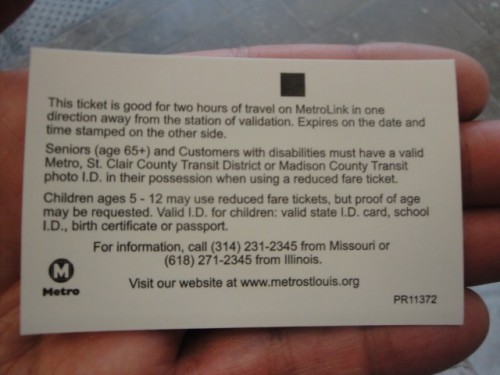 This ticket is good for two hours of travel on MetroLink in one
direction away from the station of validation. Expires on the date and
time stamped on the other side.
Seniors (age 65+) and Customers with disabilities must have a valid
Metro, St. Clair County Transit District or Madison County Transit
photo I.D. in their possession when using a reduced fare ticket.
Children ages 5 - 12 may use reduced fare tickets, but proof of age
may be requested. Valid I.D. for children: valid state I.D. card, school
I.D., birth certificate or passport.
For information, call (314) 231-2345 from Missouri or
(618) 271-2345 from Illinois.
M
Metro
Visit our website at www.metrostlouis.org
PR11372